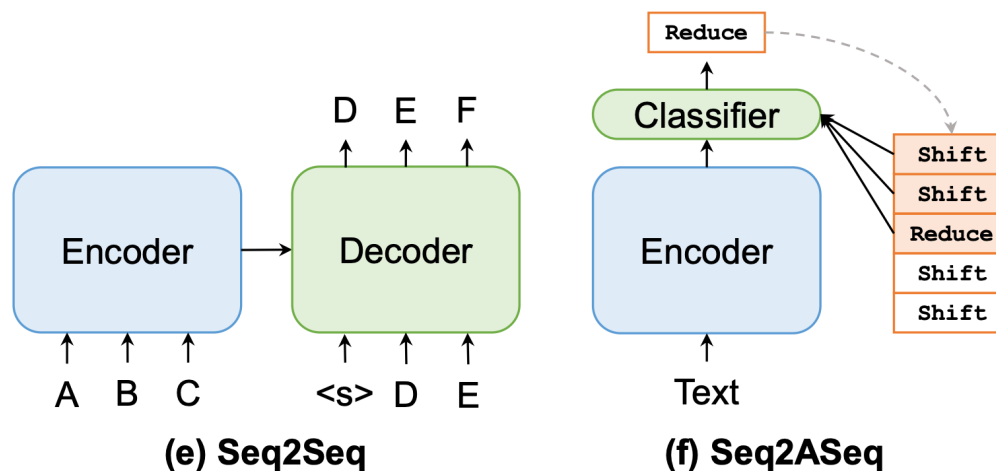 D E F
Encoder
Decoder
A B C
<s> D E
(e) Seq2Seq
Reduce
Classifier
Shift
Shift
Reduce
Shift
Shift
Encoder
Text
(f) Seq2ASeq